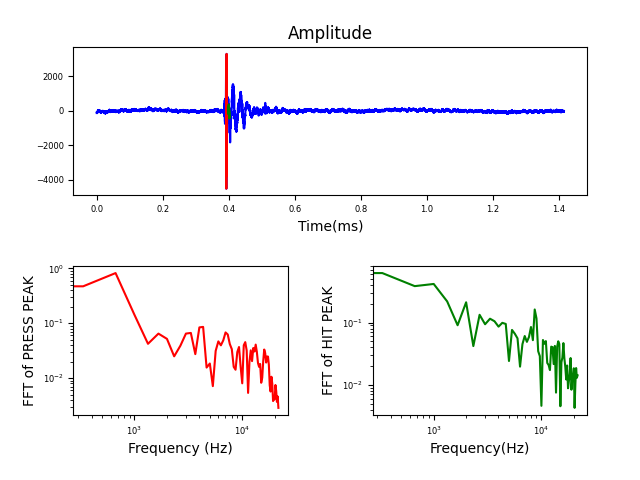 Amplitude
2000
0
−2000
−4000
0.0 0.2 0.4 0.6 0.8 1.0 1.2 1.4
Time(ms)
FFT of PRESS PEAK
10⁰
10⁻¹
10⁻²
10³ 10⁴
Frequency (Hz)
FFT of HIT PEAK
10⁻¹
10⁻²
10³ 10⁴
Frequency(Hz)